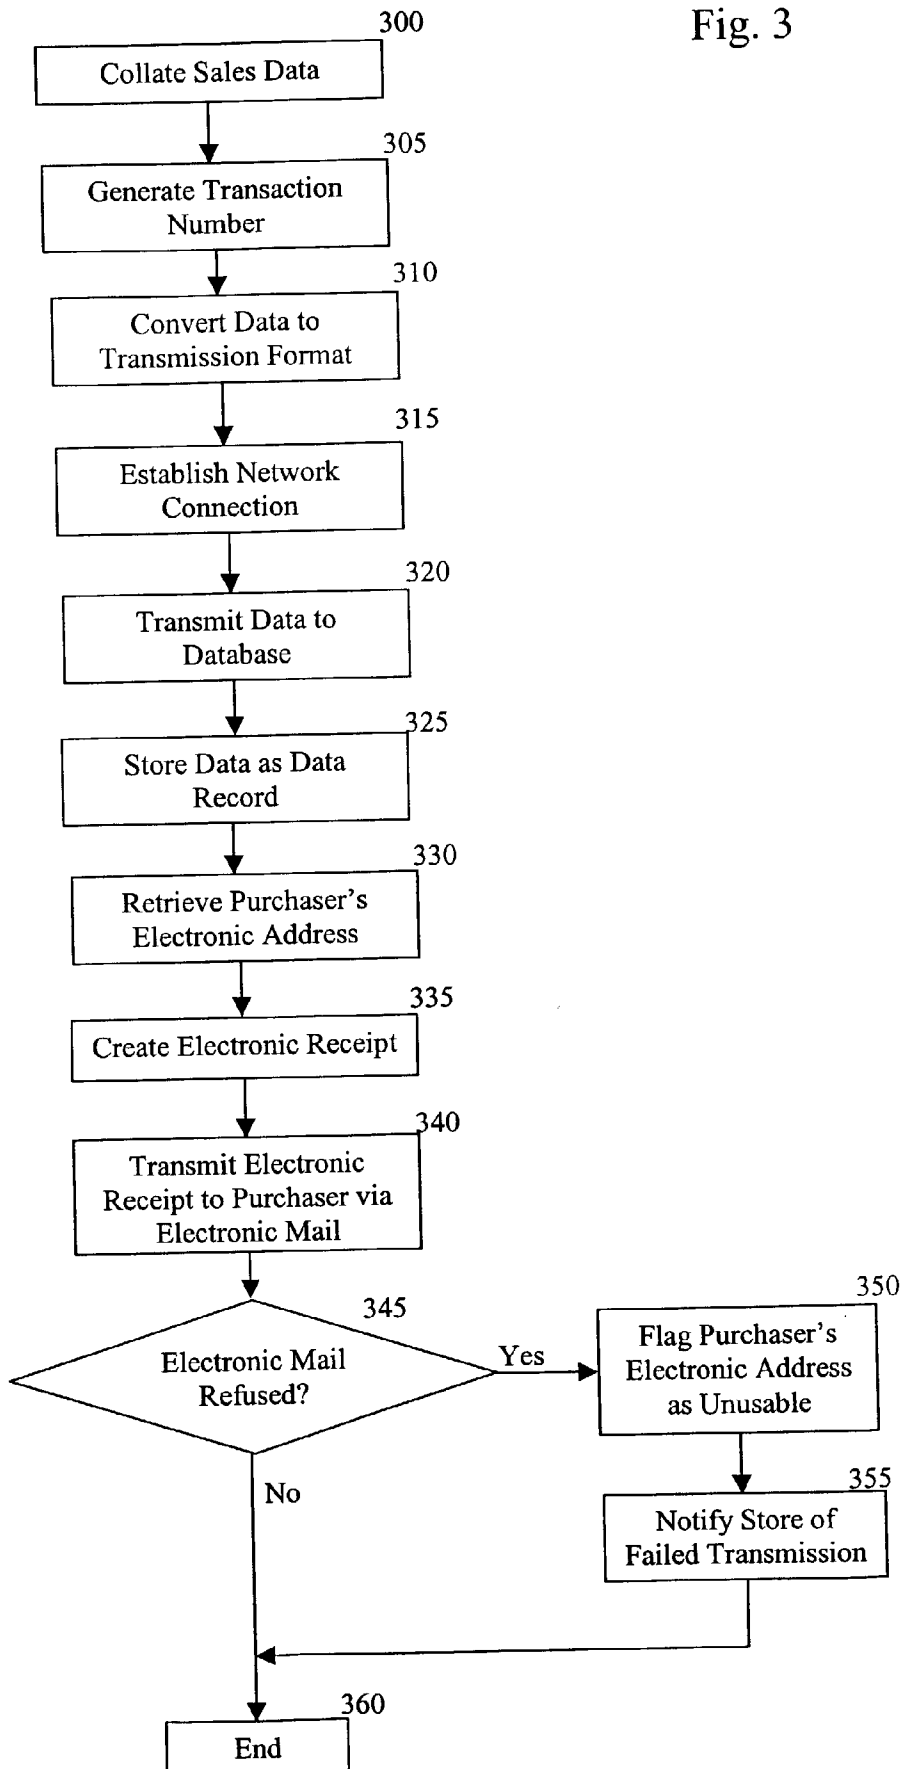 Fig. 3
300
Collate Sales Data
305
Generate Transaction
Number
310
Convert Data to
Transmission Format
315
Establish Network
Connection
320
Transmit Data to
Database
325
Store Data as Data
Record
330
Retrieve Purchaser's
Electronic Address
335
Create Electronic Receipt
340
Transmit Electronic
Receipt to Purchaser via
Electronic Mail
345
Electronic Mail
Refused?
Yes
350
Flag Purchaser's
Electronic Address
as Unusable
No
355
Notify Store of
Failed Transmission
360
End